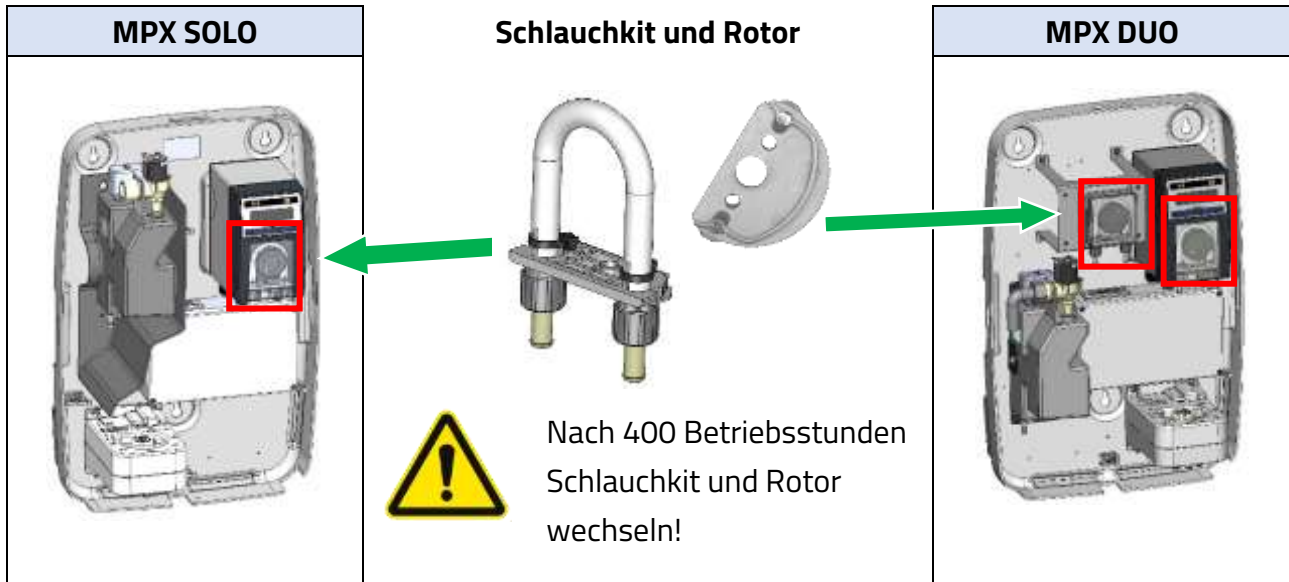 MPX SOLO
Schlauchkit und Rotor
MPX DUO
Nach 400 Betriebsstunden
Schlauchkit und Rotor
wechseln!